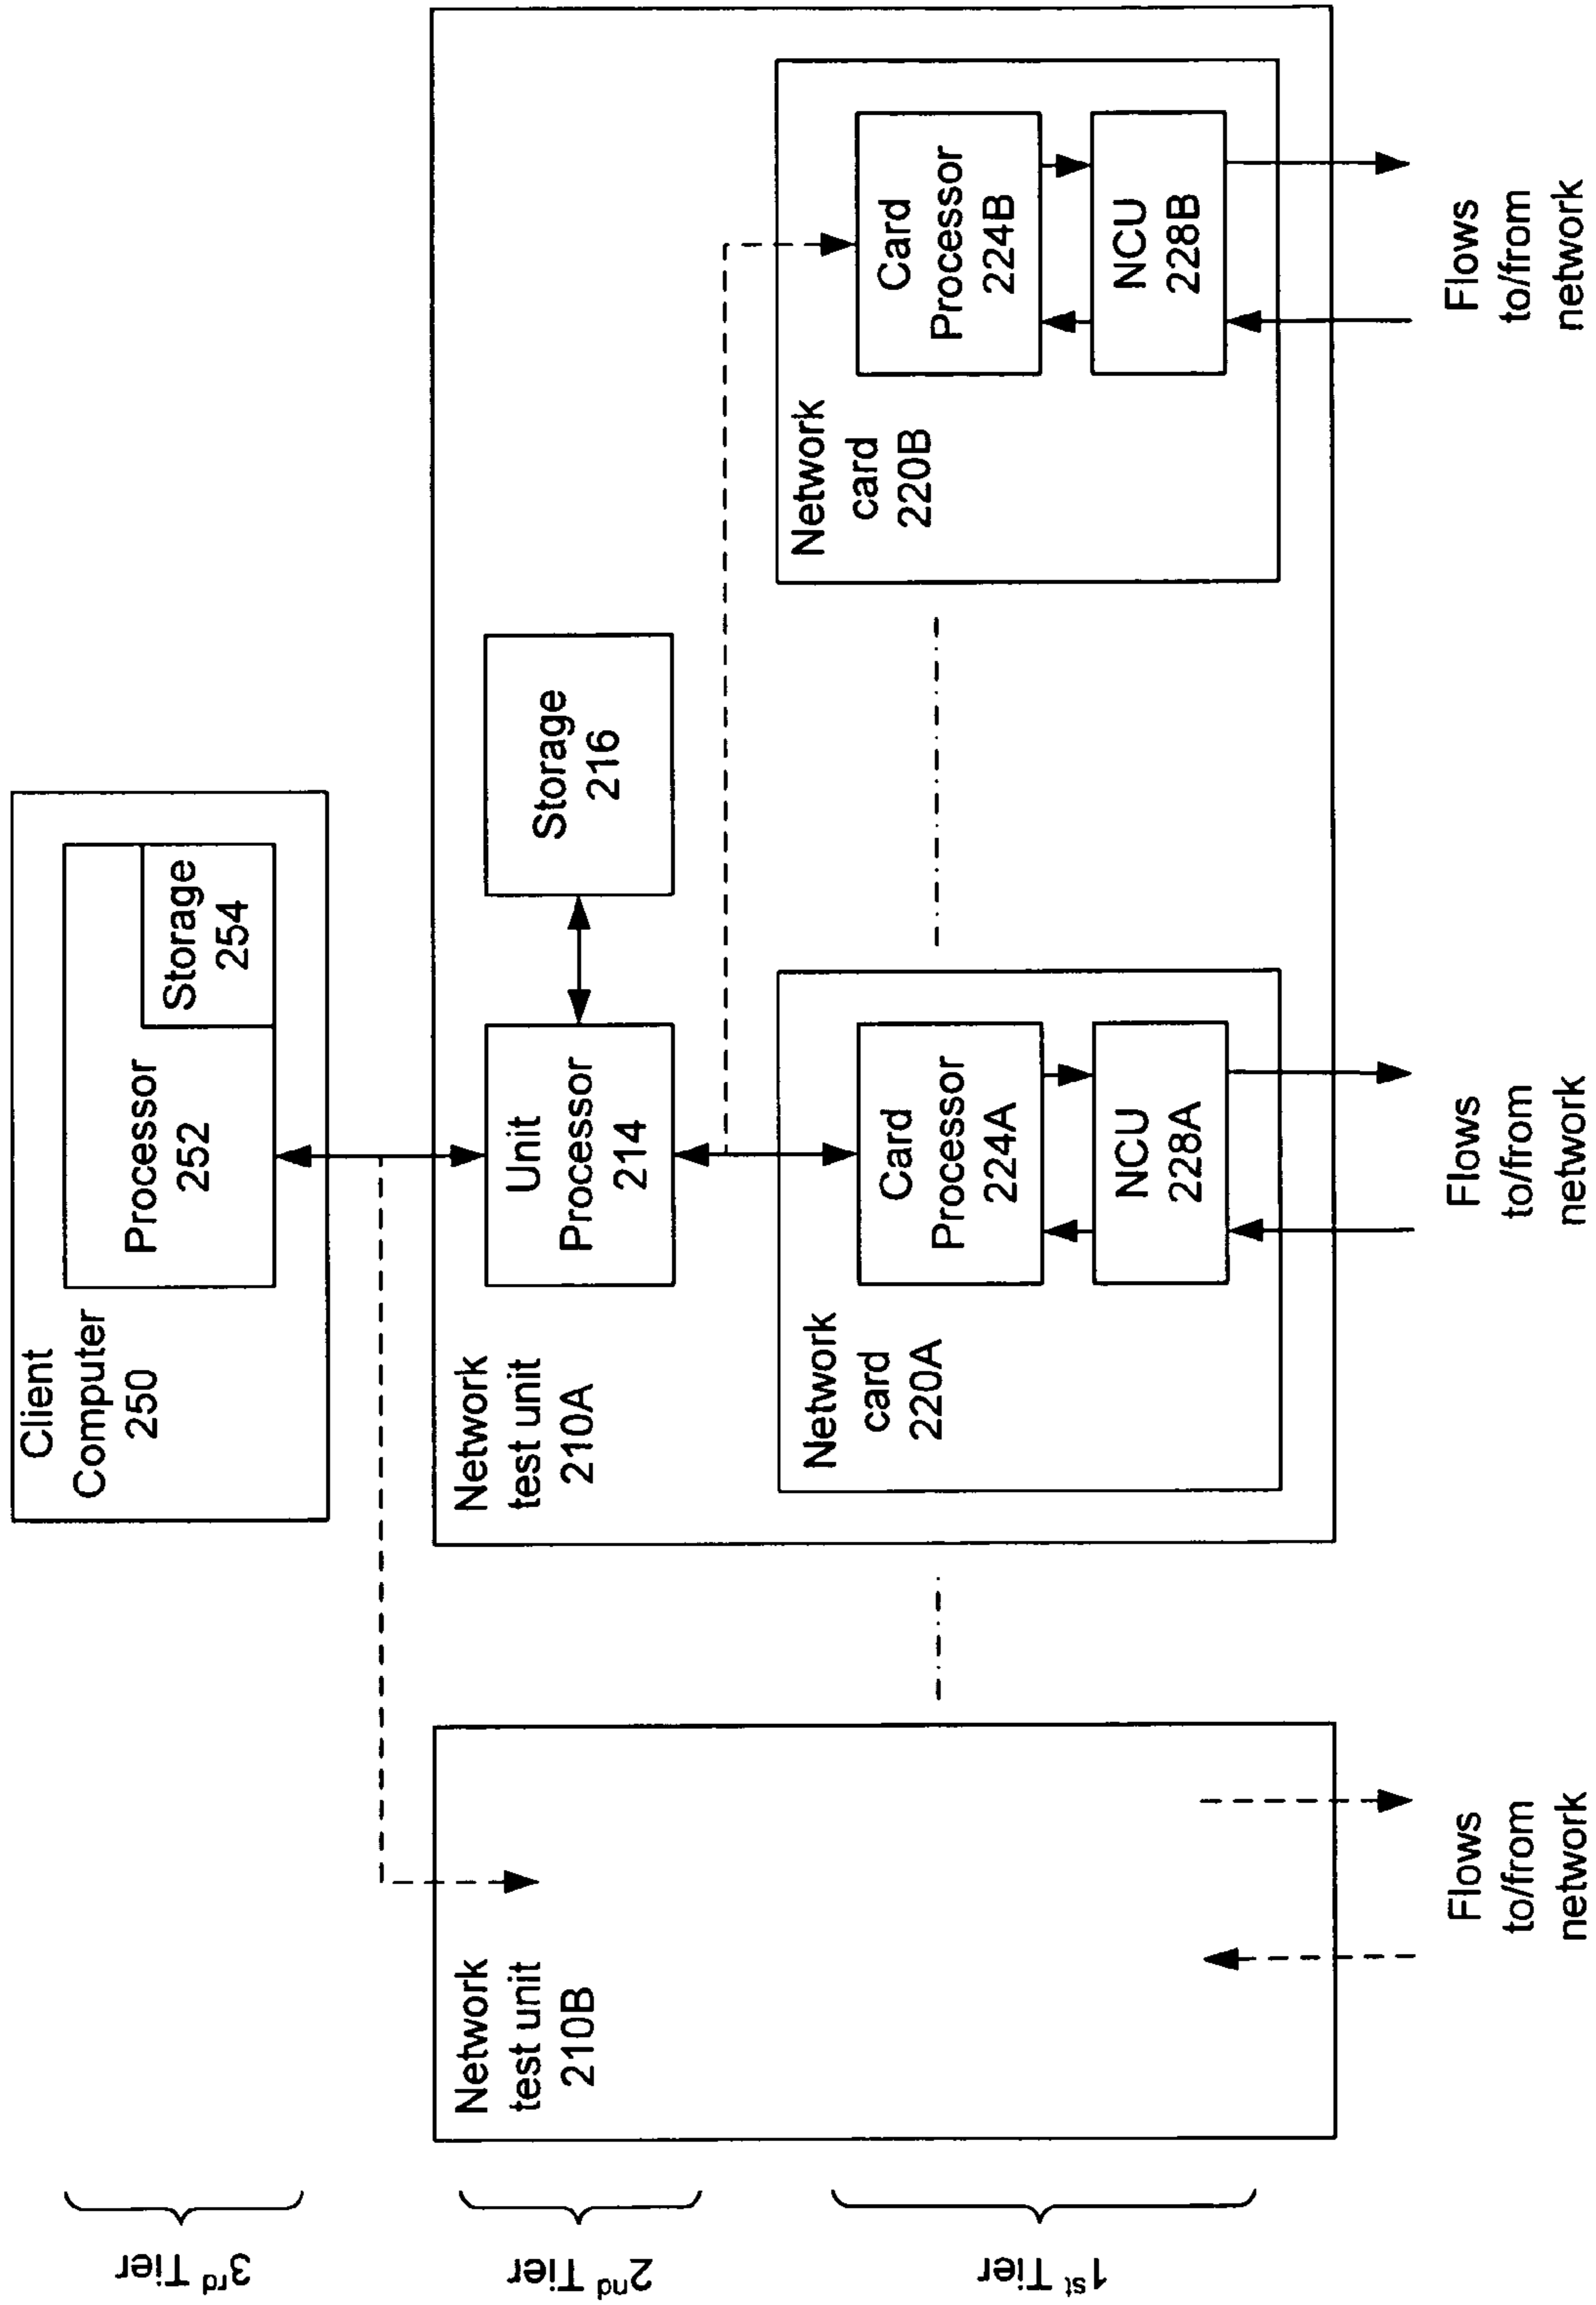 3rd Tier
2nd Tier
1st Tier
Client
Computer
250
Processor
252
Storage
254
Network
test unit
210B
Network
test unit
210A
Unit
Processor
214
Storage
216
Network
card
220A
Card
Processor
224A
NCU
228A
Network
card
220B
Card
Processor
224B
NCU
228B
Flows
to/from
network
Flows
to/from
network
Flows
to/from
network